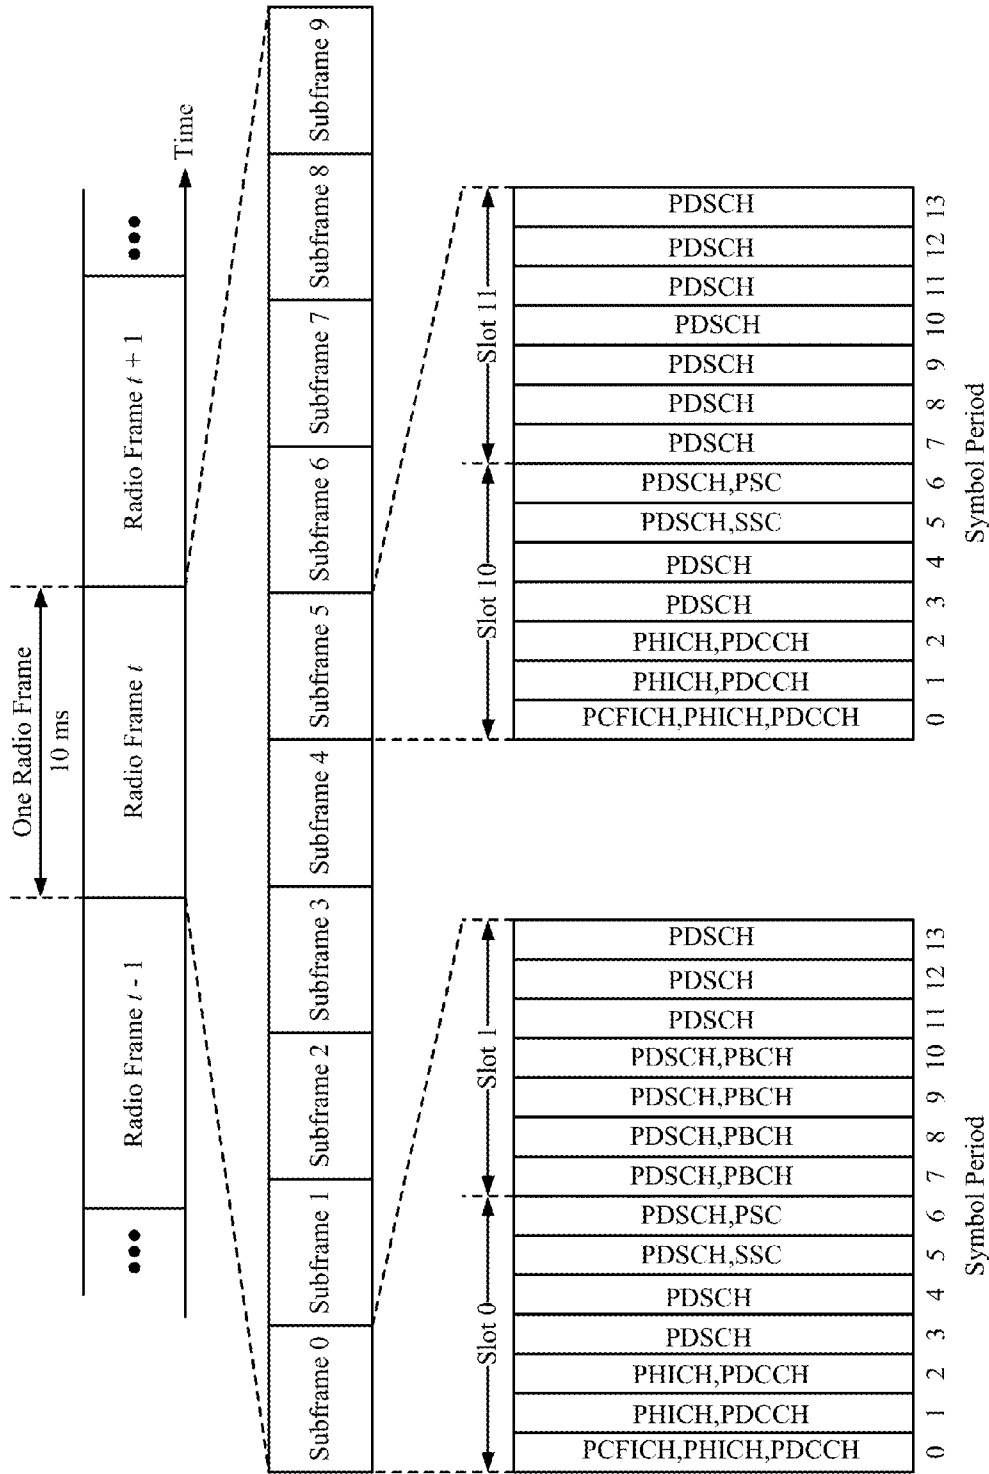 One Radio Frame
10 ms
••• 
Radio Frame t - 1
Radio Frame t
Radio Frame t + 1
•••
Time
Subframe 0
Subframe 1
Subframe 2
Subframe 3
Subframe 4
Subframe 5
Subframe 6
Subframe 7
Subframe 8
Subframe 9
Slot 0
Slot 1
PCFICH,PHICH,PDCCH
PHICH,PDCCH
PHICH,PDCCH
PDSCH
PDSCH
PDSCH,SSC
PDSCH,PSC
PDSCH,PBCH
PDSCH,PBCH
PDSCH,PBCH
PDSCH,PBCH
PDSCH
PDSCH
PDSCH
0 1 2 3 4 5 6 7 8 9 10 11 12 13
Symbol Period
Slot 10
Slot 11
PCFICH,PHICH,PDCCH
PHICH,PDCCH
PHICH,PDCCH
PDSCH
PDSCH
PDSCH,SSC
PDSCH,PSC
PDSCH
PDSCH
PDSCH
PDSCH
PDSCH
PDSCH
PDSCH
0 1 2 3 4 5 6 7 8 9 10 11 12 13
Symbol Period